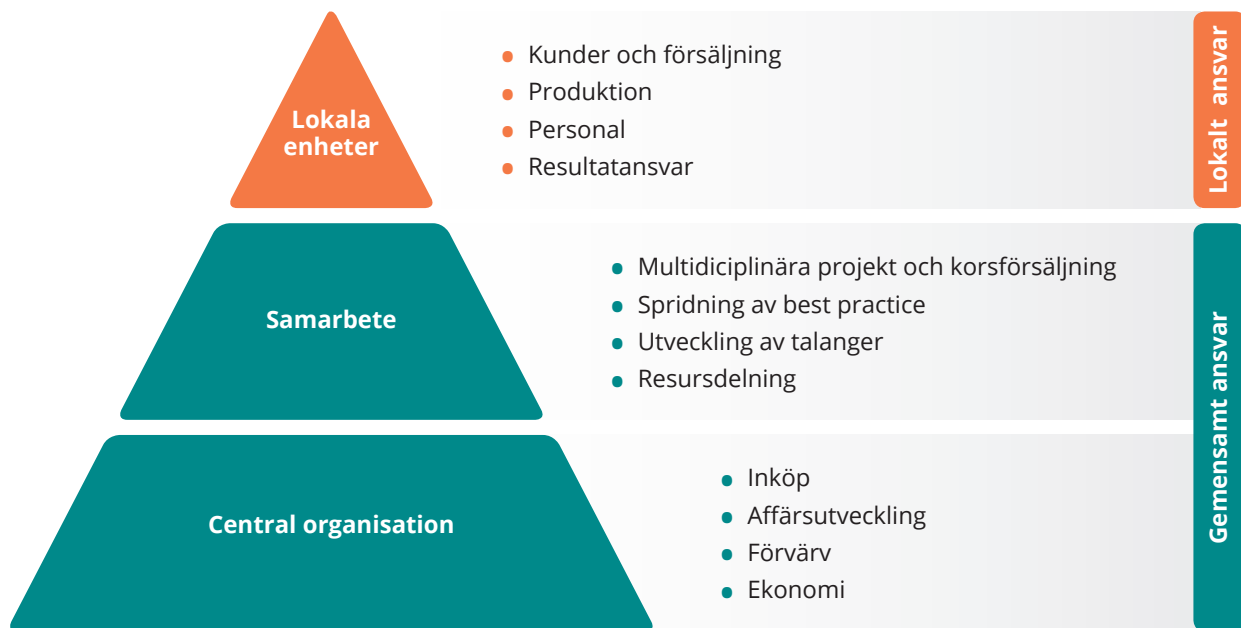 Lokala
enheter
Kunder och försäljning
Produktion
Personal
Resultatansvar
Lokalt ansvar
Samarbete
Multidiciplinära projekt och korsförsäljning
Spridning av best practice
Utveckling av talanger
Resursdelning
Gemensamt ansvar
Central organisation
Inköp
Affärsutveckling
Förvärv
Ekonomi